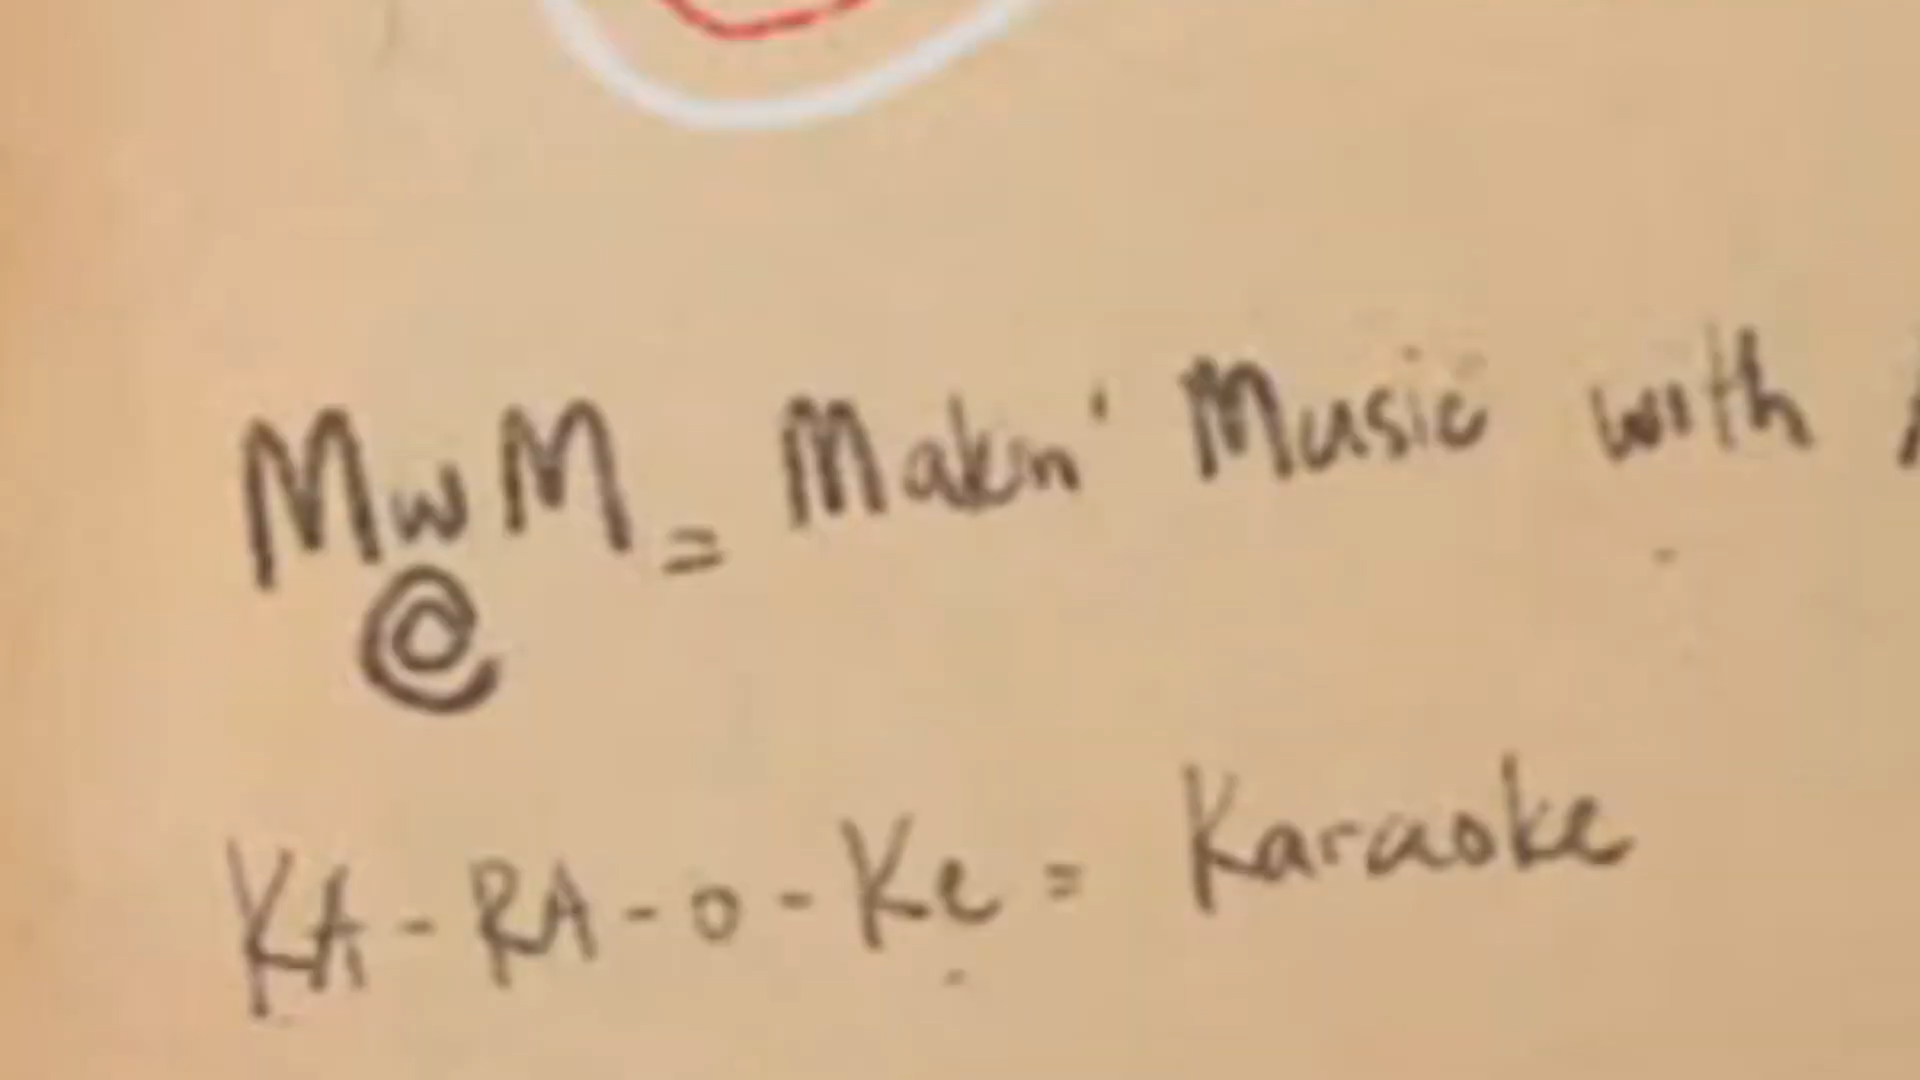 MwM = Makin' Music with
@
KA-RA-O-Ke = Karaoke